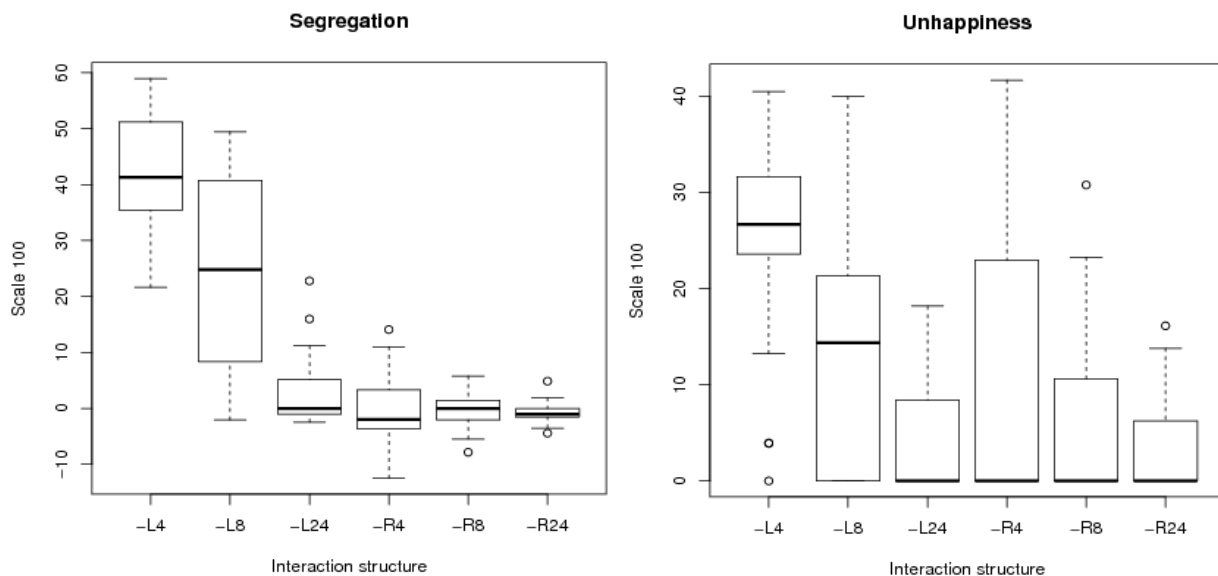 Segregation
Scale 100
60
50
40
30
20
10
0
−10
−L4 −L8 −L24 −R4 −R8 −R24
Interaction structure
Unhappiness
Scale 100
40
30
20
10
0
−L4 −L8 −L24 −R4 −R8 −R24
Interaction structure